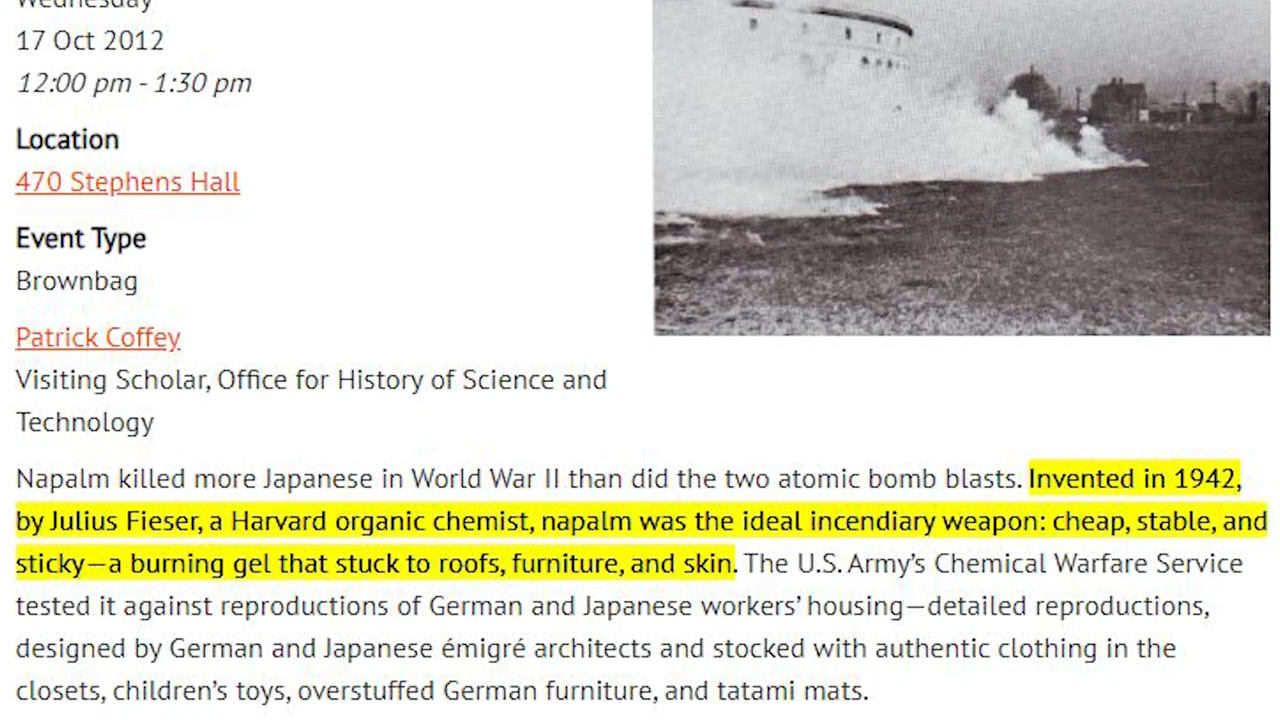 Wednesday
17 Oct 2012
12:00 pm - 1:30 pm
Location
470 Stephens Hall
Event Type
Brownbag
Patrick Coffey
Visiting Scholar, Office for History of Science and
Technology
Napalm killed more Japanese in World War II than did the two atomic bomb blasts. Invented in 1942,
by Julius Fieser, a Harvard organic chemist, napalm was the ideal incendiary weapon: cheap, stable, and
sticky—a burning gel that stuck to roofs, furniture, and skin. The U.S. Army’s Chemical Warfare Service
tested it against reproductions of German and Japanese workers’ housing—detailed reproductions,
designed by German and Japanese émigré architects and stocked with authentic clothing in the
closets, children’s toys, overstuffed German furniture, and tatami mats.